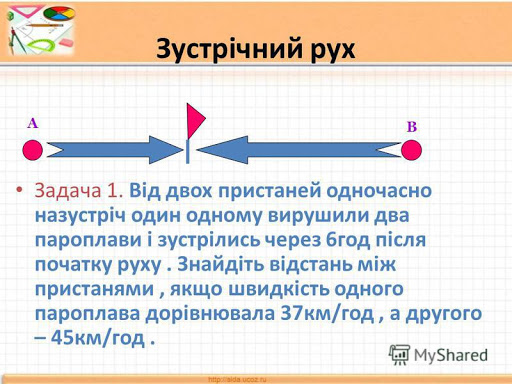 Зустрічний рух
A
B
• Задача 1. Від двох пристаней одночасно
назустріч один одному вирушили два
пароплави і зустрілись через 6год після
початку руху . Знайдіть відстань між
пристанями , якщо швидкість одного
пароплава дорівнювала 37км/год , а другого
– 45км/год .
MyShared
http://aida.ucoz.ru